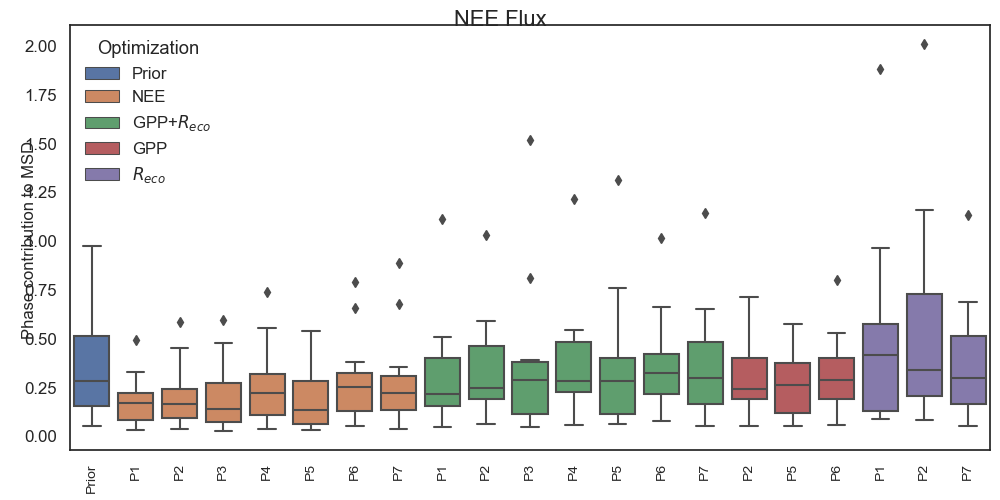 NEE Flux
Phase contribution to MSD
2.00
1.75
1.50
1.25
1.00
0.75
0.50
0.25
0.00
Optimization
Prior
NEE
GPP+R_eco
GPP
R_eco
Prior P1 P2 P3 P4 P5 P6 P7 P1 P2 P3 P4 P5 P6 P7 P2 P5 P6 P1 P2 P7